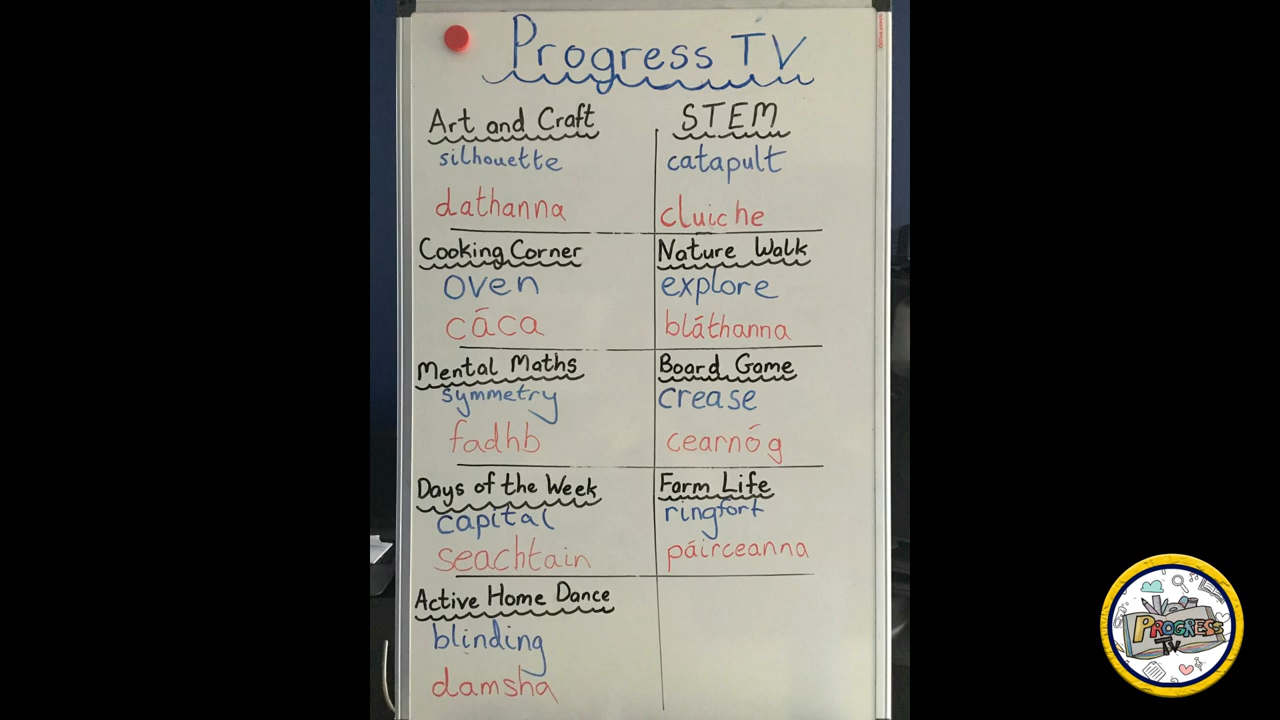 Progress TV
Art and Craft
silhouette
dathanna
STEM
catapult
cluiche
Cooking Corner
oven
cáca
Nature Walk
explore
bláthanna
Mental Maths
symmetry
fadhb
Board Game
crease
cearnóg
Days of the Week
capital
seachtain
Farm Life
ringfort
páirceanna
Active Home Dance
blinding
damsha
PROGRESS
TV